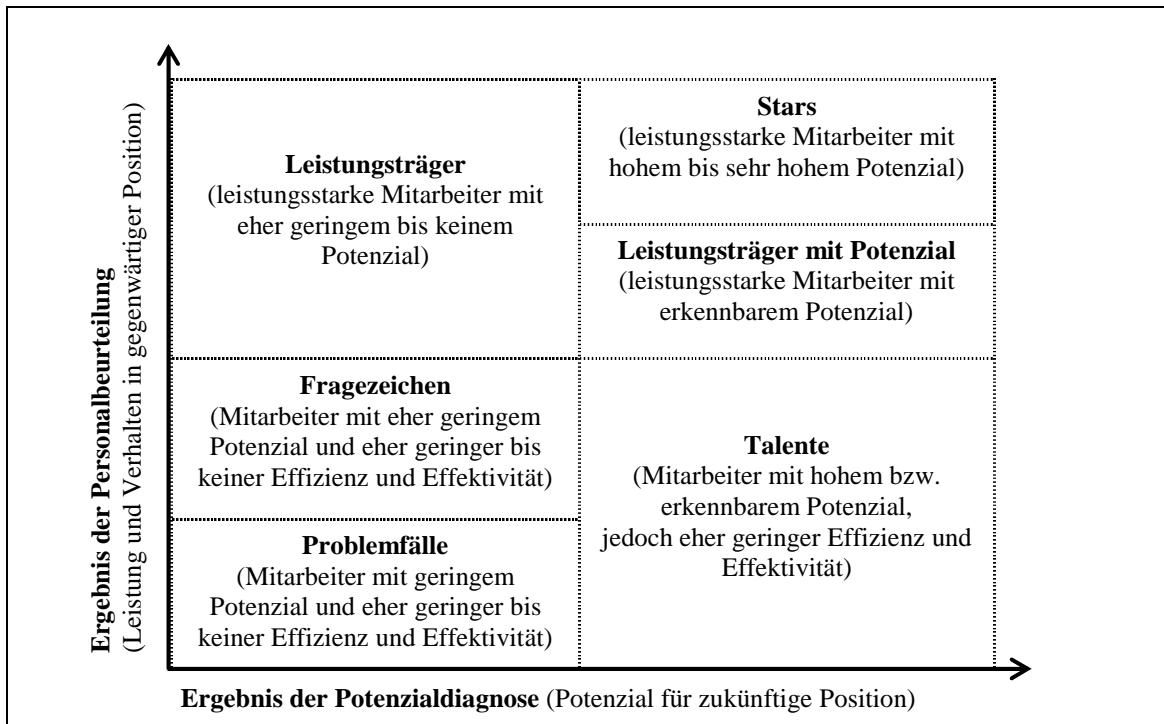 Ergebnis der Personalbeurteilung
(Leistung und Verhalten in gegenwärtiger Position)
Leistungsträger
(leistungsstarke Mitarbeiter mit
eher geringem bis keinem
Potenzial)
Stars
(leistungsstarke Mitarbeiter mit
hohem bis sehr hohem Potenzial)
Leistungsträger mit Potenzial
(leistungsstarke Mitarbeiter mit
erkennbarem Potenzial)
Fragezeichen
(Mitarbeiter mit eher geringem
Potenzial und eher geringer bis
keiner Effizienz und Effektivität)
Problemfälle
(Mitarbeiter mit geringem
Potenzial und eher geringer bis
keiner Effizienz und Effektivität)
Talente
(Mitarbeiter mit hohem bzw.
erkennbarem Potenzial,
jedoch eher geringer Effizienz und
Effektivität)
Ergebnis der Potenzialdiagnose (Potenzial für zukünftige Position)